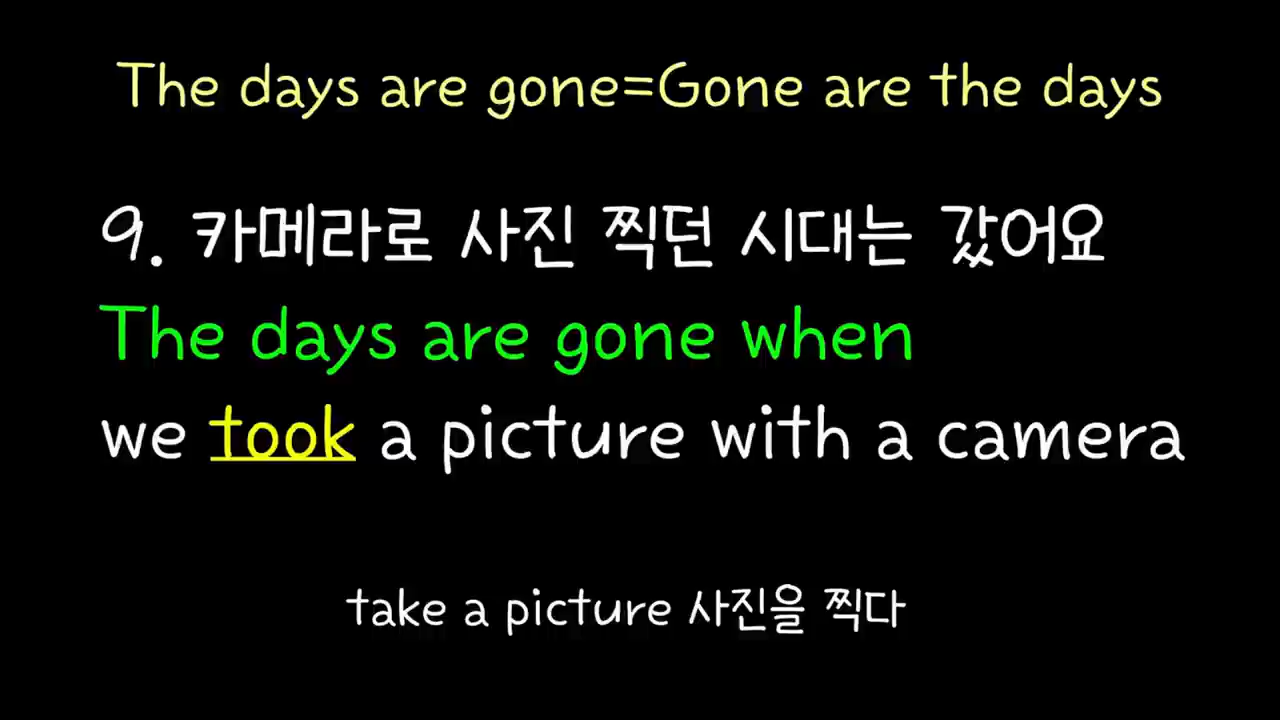 The days are gone=Gone are the days
9. 카메라로 사진 찍던 시대는 갔어요
The days are gone when
we took a picture with a camera
take a picture 사진을 찍다